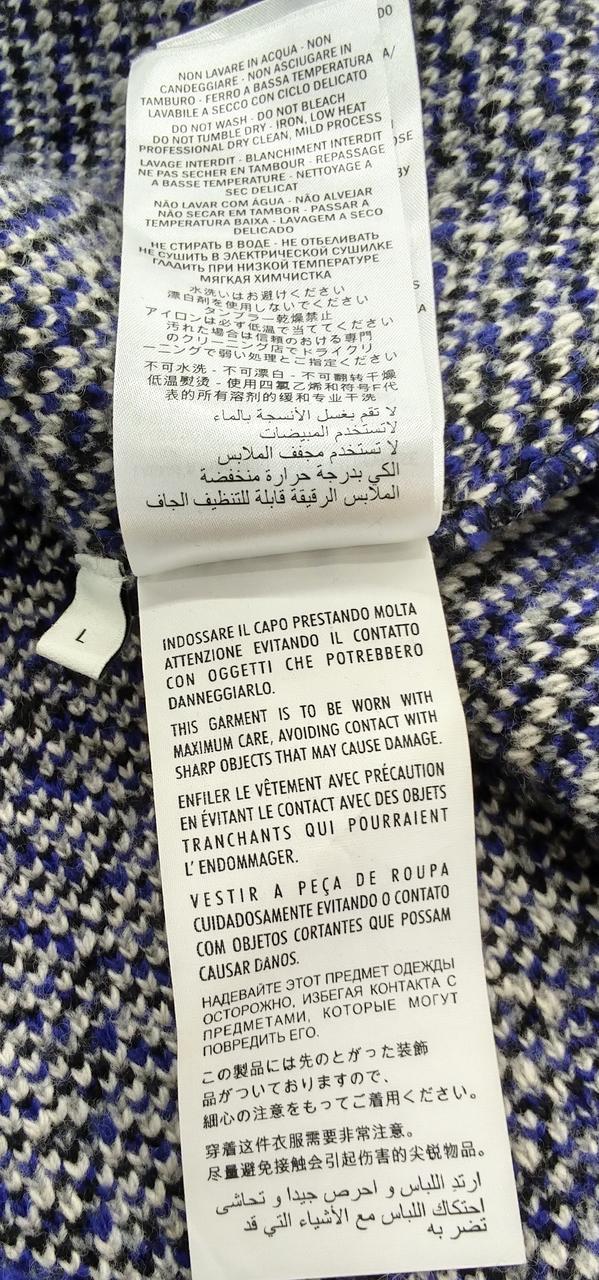 DO
NON LAVARE IN ACQUA - NON
CANDEGGIARE - NON ASCIUGARE IN
A/
TAMBURO - FERRO A BASSA TEMPERATURA
LAVABILE A SECCO CON CICLO DELICATO
DO NOT WASH - DO NOT BLEACH
DO NOT TUMBLE DRY - IRON, LOW HEAT
PROFESSIONAL DRY CLEAN, MILD PROCESS
OSE
LAVAGE INTERDIT - BLANCHIMENT INTERDIT
NE PAS SECHER EN TAMBOUR - REPASSAGE
A BASSE TEMPERATURE - NETTOYAGE A
SEC DELICAT
BY
NÃO LAVAR COM ÁGUA - NÃO ALVEJAR
NÃO SECAR EM TAMBOR - PASSAR A
TEMPERATURA BAIXA - LAVAGEM A SECO
DELICADO
НЕ СТИРАТЬ В ВОДЕ - НЕ ОТБЕЛИВАТЬ
НЕ СУШИТЬ В ЭЛЕКТРИЧЕСКОЙ СУШИЛКЕ
ГЛАДИТЬ ПРИ НИЗКОЙ ТЕМПЕРАТУРЕ
МЯГКАЯ ХИМЧИСТКА
S
水洗いはお避けください
漂白剤を使用しないでください
A
タンブラー乾燥禁止
アイロンは必ず低温で当ててください
汚れた場合は信頼のおける専門
のクリーニング店でドライクリ
ーニングで弱い処理とご指定ください
不可水洗 - 不可漂白 - 不可翻转干燥
低温熨烫 - 使用四氯乙烯和符号F代
表的所有溶剂的缓和专业干洗
لا تقم بغسل الأنسجة بالماء
لاتستخدم المبيضات
لا تستخدم مجفف الملابس
الكي بدرجة حرارة منخفضة
الملابس الرقيقة قابلة للتنظيف الجاف
L
INDOSSARE IL CAPO PRESTANDO MOLTA
ATTENZIONE EVITANDO IL CONTATTO
CON OGGETTI CHE POTREBBERO
DANNEGGIARLO.
THIS GARMENT IS TO BE WORN WITH
MAXIMUM CARE, AVOIDING CONTACT WITH
SHARP OBJECTS THAT MAY CAUSE DAMAGE.
ENFILER LE VÊTEMENT AVEC PRÉCAUTION
EN ÉVITANT LE CONTACT AVEC DES OBJETS
TRANCHANTS QUI POURRAIENT
L' ENDOMMAGER.
VESTIR A PEÇA DE ROUPA
CUIDADOSAMENTE EVITANDO O CONTATO
COM OBJETOS CORTANTES QUE POSSAM
CAUSAR DANOS.
НАДЕВАЙТЕ ЭТОТ ПРЕДМЕТ ОДЕЖДЫ
ОСТОРОЖНО, ИЗБЕГАЯ КОНТАКТА С
ПРЕДМЕТАМИ, КОТОРЫЕ МОГУТ
ПОВРЕДИТЬ ЕГО.
この製品には先のとがった装飾
品がついておりますので、
細心の注意をもってご着用ください。
穿着这件衣服需要非常注意。
尽量避免接触会引起伤害的尖锐物品。
ارتدِ اللباس و احرص جيدا و تحاشى
احتكاك اللباس مع الأشياء التي قد
تضر به